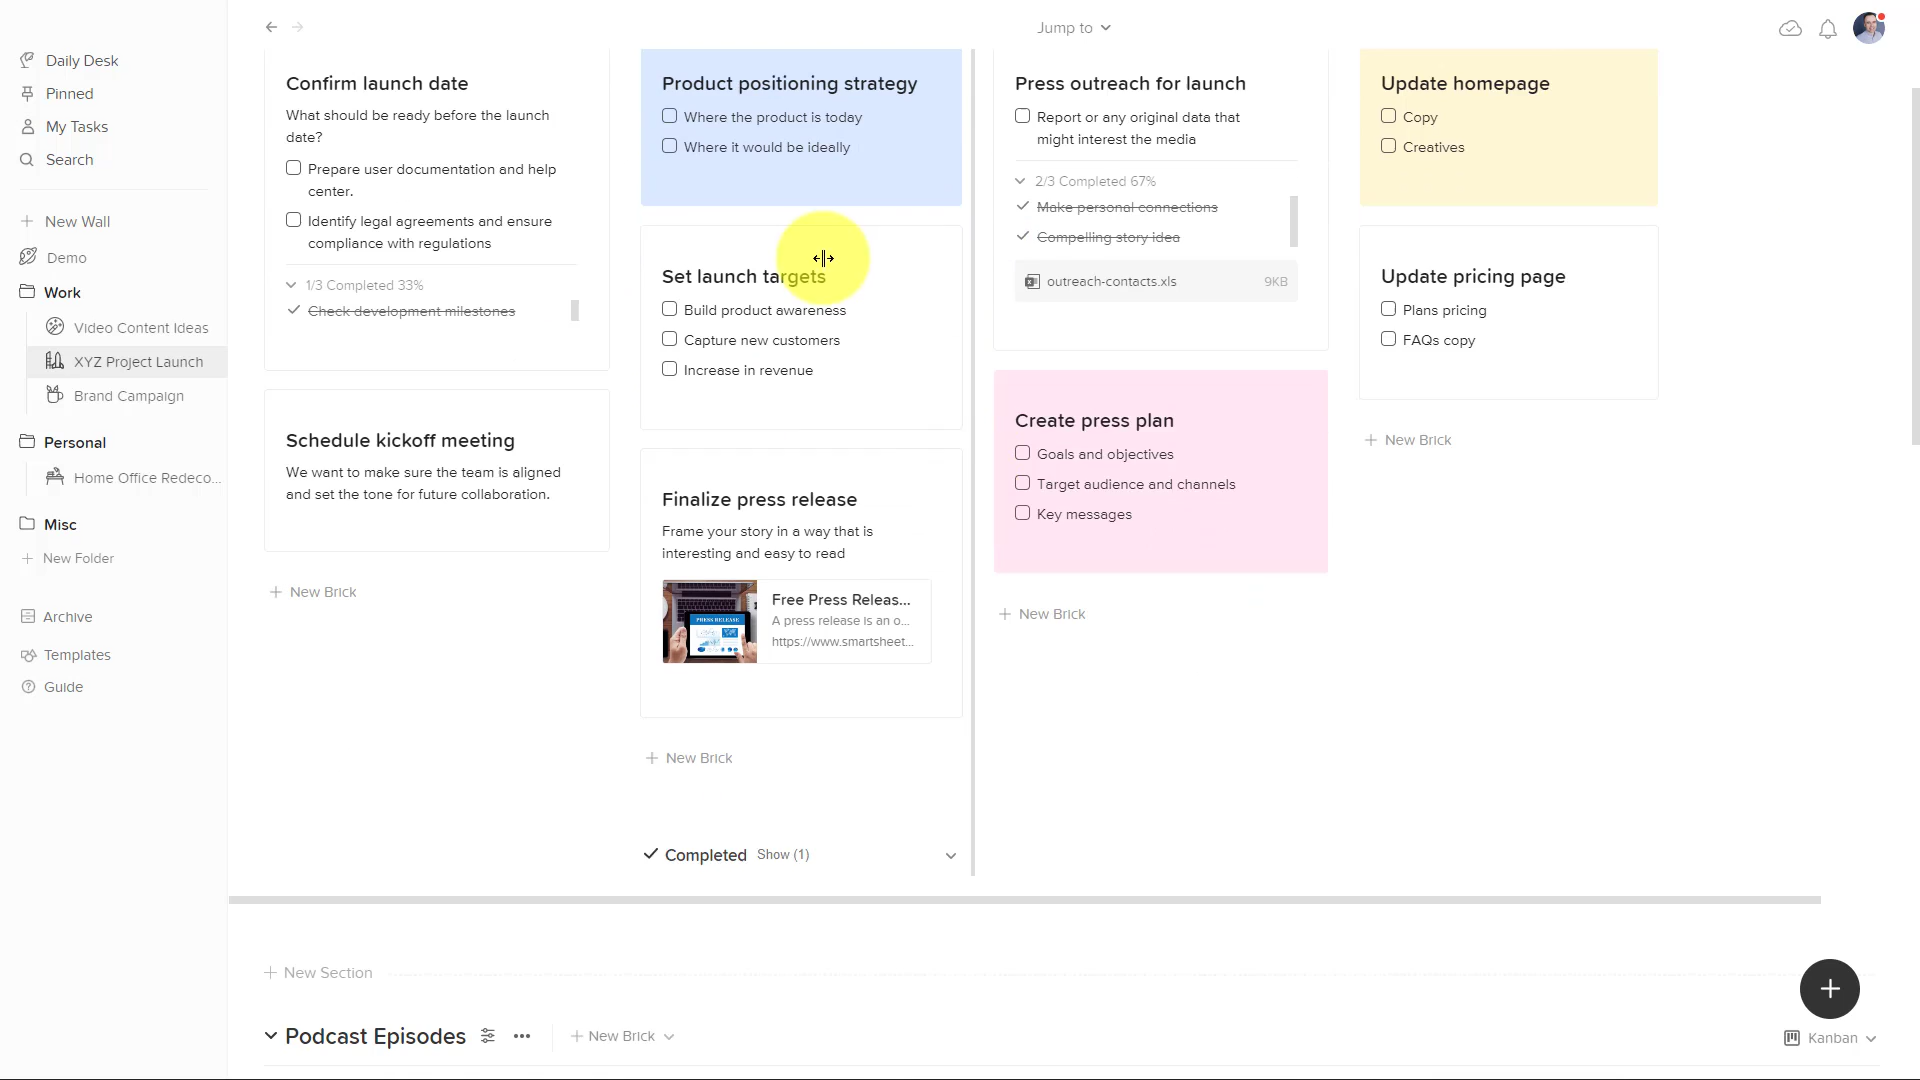 Daily Desk
Pinned
My Tasks
Search
New Wall
Demo
Work
Video Content Ideas
XYZ Project Launch
Brand Campaign
Personal
Home Office Redeco...
Misc
New Folder
Archive
Templates
Guide
Jump to
Confirm launch date
What should be ready before the launch
date?
Prepare user documentation and help
center.
Identify legal agreements and ensure
compliance with regulations
1/3 Completed 33%
Check development milestones
Schedule kickoff meeting
We want to make sure the team is aligned
and set the tone for future collaboration.
New Brick
Product positioning strategy
Where the product is today
Where it would be ideally
Set launch targets
Build product awareness
Capture new customers
Increase in revenue
Finalize press release
Frame your story in a way that is
interesting and easy to read
PRESS RELEASE
Free Press Releas...
A press release is an o...
https://www.smartsheet...
New Brick
Completed Show (1)
Press outreach for launch
Report or any original data that
might interest the media
2/3 Completed 67%
Make personal connections
Compelling story idea
outreach-contacts.xls 9KB
Create press plan
Goals and objectives
Target audience and channels
Key messages
New Brick
Update homepage
Copy
Creatives
Update pricing page
Plans pricing
FAQs copy
New Brick
New Section
Podcast Episodes
New Brick
Kanban